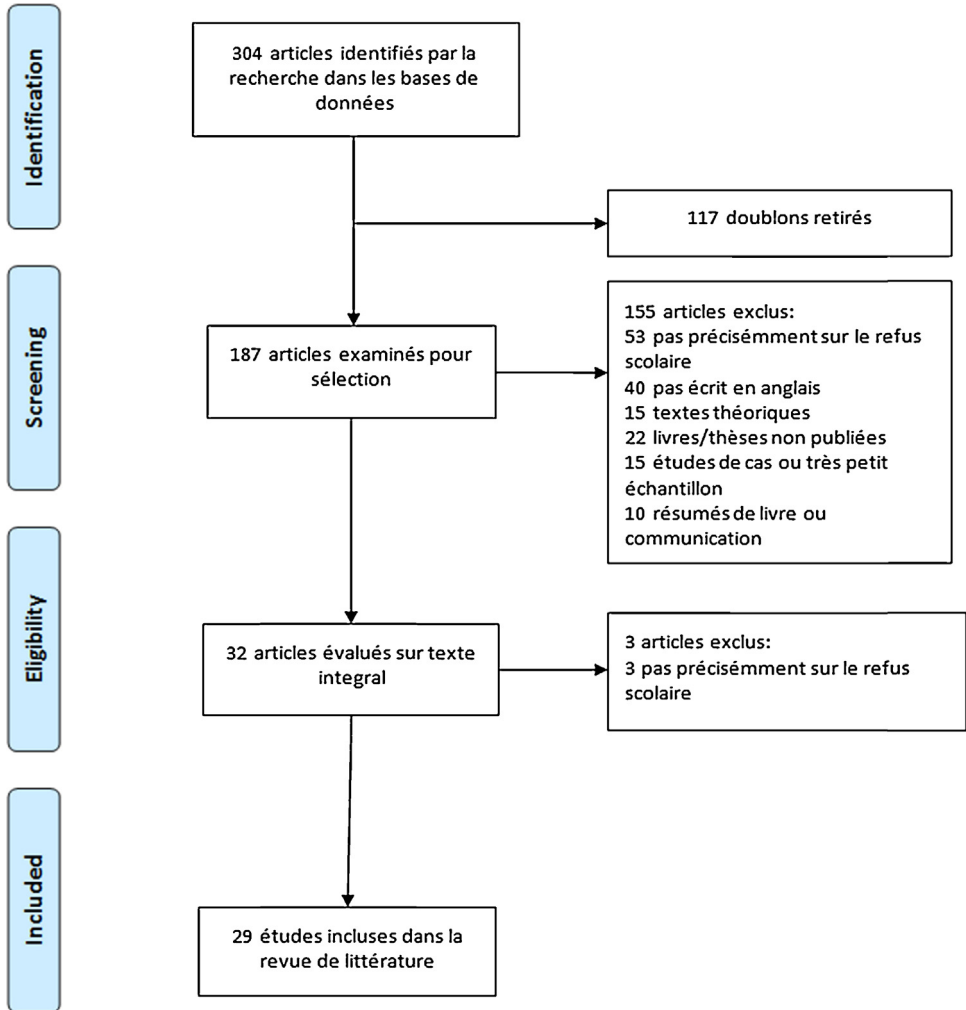 Identification
304 articles identifiés par la
recherche dans les bases de
données
117 doublons retirés
Screening
187 articles examinés pour
sélection
155 articles exclus:
53 pas précisémment sur le refus
scolaire
40 pas écrit en anglais
15 textes théoriques
22 livres/thèses non publiées
15 études de cas ou très petit
échantillon
10 résumés de livre ou
communication
Eligibility
32 articles évalués sur texte
integral
3 articles exclus:
3 pas précisémment sur le refus
scolaire
Included
29 études incluses dans la
revue de littérature